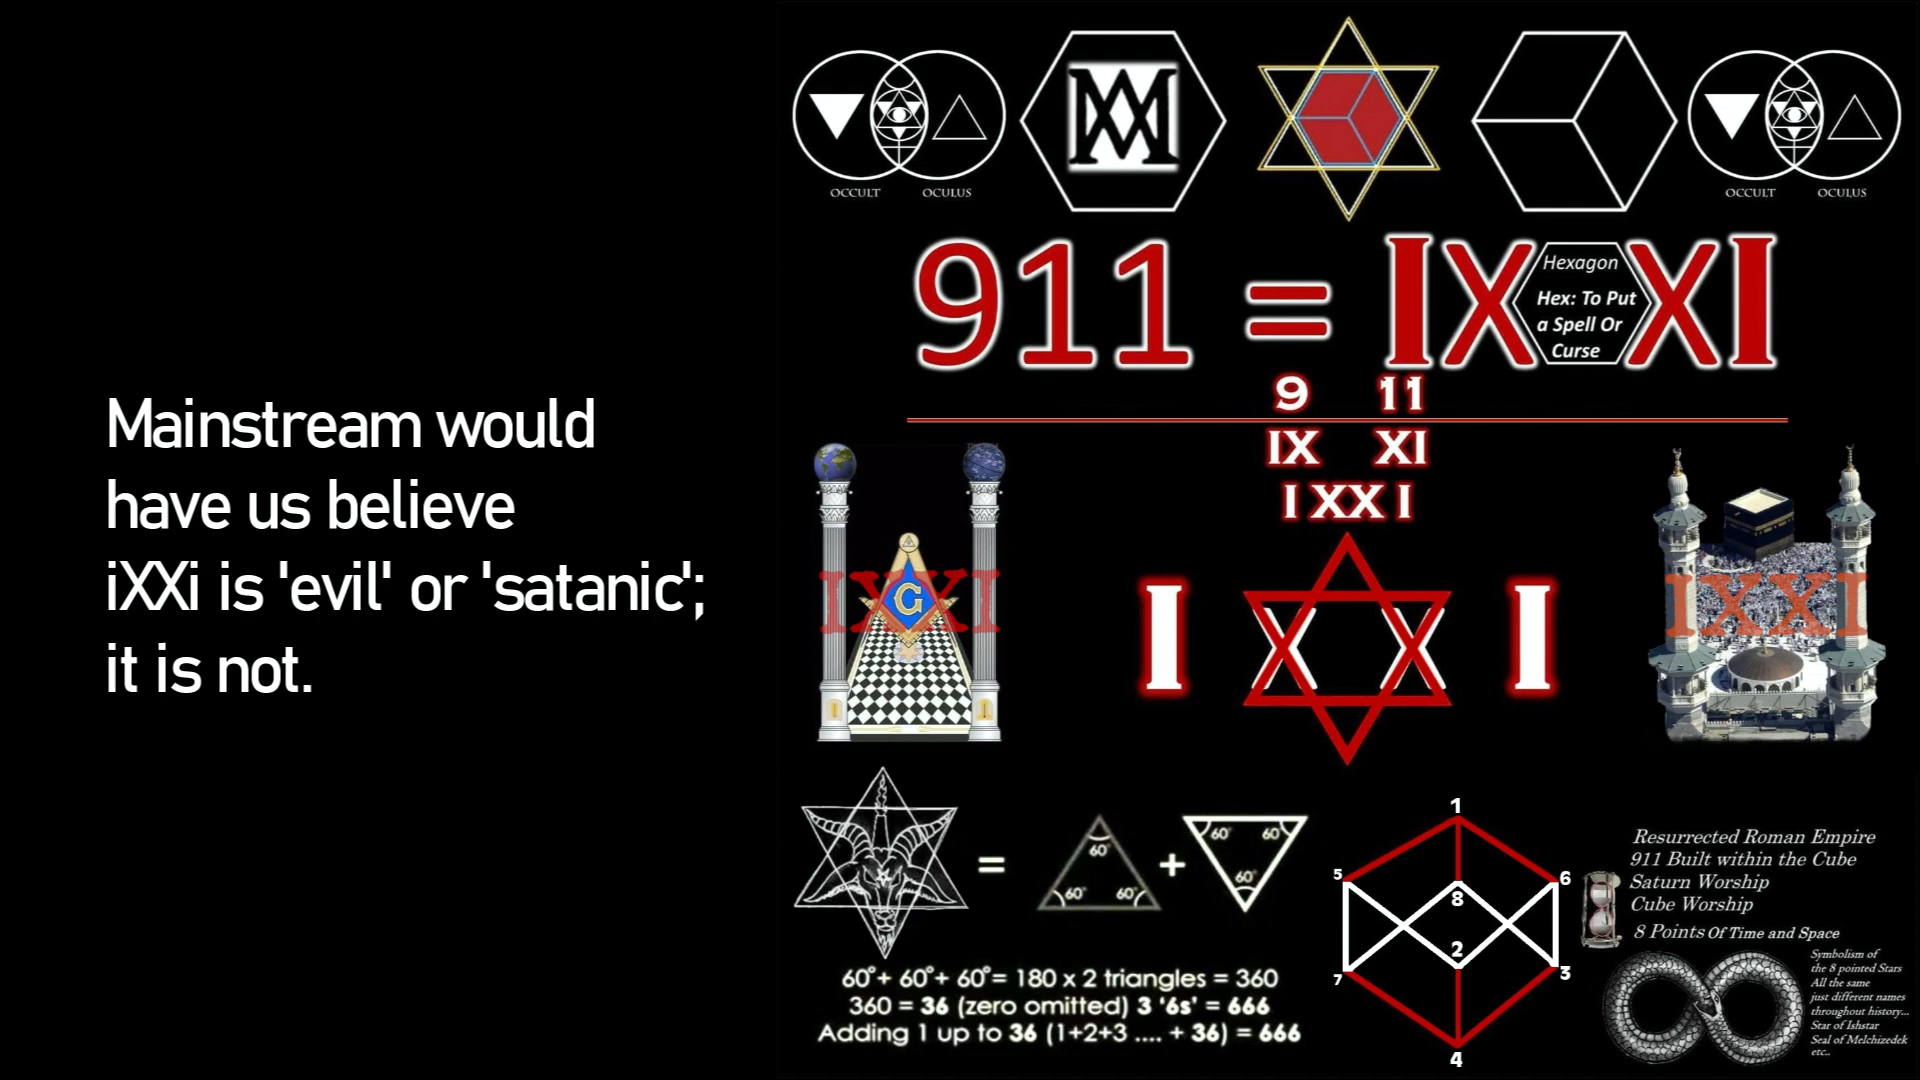 Mainstream would
have us believe
iXXi is 'evil' or 'satanic';
it is not.
OCCULT OCULUS
XX
OCCULT OCULUS
911 = IX XI
Hexagon
Hex: To Put
a Spell Or
Curse
9 11
IX XI
I XX I
IXXI
G
I I
IXXI
= +
60° 60° 60°
60° 60° 60°
60°+ 60°+ 60°= 180 x 2 triangles = 360
360 = 36 (zero omitted) 3 '6s' = 666
Adding 1 up to 36 (1+2+3 .... + 36) = 666
1
5 6
8
2
7 3
4
Resurrected Roman Empire
911 Built within the Cube
Saturn Worship
Cube Worship
8 Points Of Time and Space
Symbolism of
the 8 pointed Stars
All the same
just different names
throughout history...
Star of Ishstar
Seal of Melchizedek
etc..